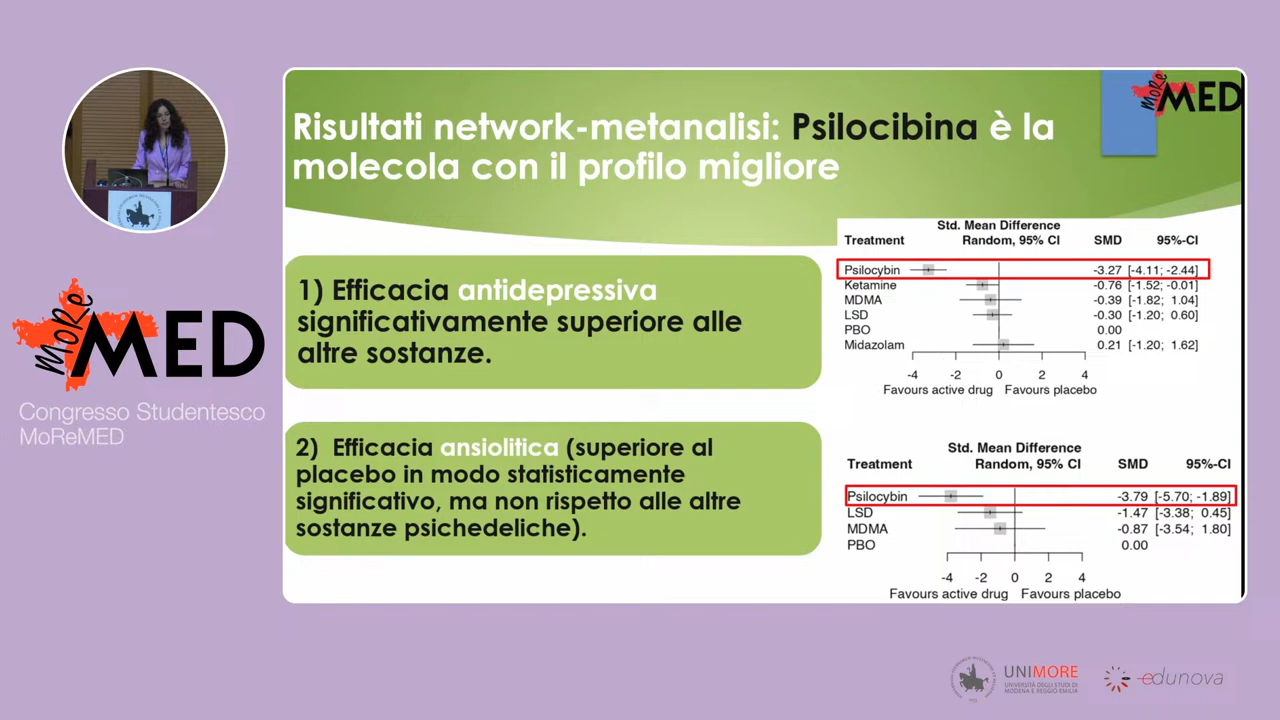 MoRe MED
Risultati network-metanalisi: Psilocibina è la
molecola con il profilo migliore
1) Efficacia antidepressiva
significativamente superiore alle
altre sostanze.
2) Efficacia ansiolitica (superiore al
placebo in modo statisticamente
significativo, ma non rispetto alle altre
sostanze psichedeliche).
Std. Mean Difference
Treatment Random, 95% CI SMD 95%-CI
Psilocybin -3.27 [-4.11; -2.44]
Ketamine -0.76 [-1.52; -0.01]
MDMA -0.39 [-1.82; 1.04]
LSD -0.30 [-1.20; 0.60]
PBO 0.00
Midazolam 0.21 [-1.20; 1.62]
-4 -2 0 2 4
Favours active drug Favours placebo
Std. Mean Difference
Treatment Random, 95% CI SMD 95%-CI
Psilocybin -3.79 [-5.70; -1.89]
LSD -1.47 [-3.38; 0.45]
MDMA -0.87 [-3.54; 1.80]
PBO 0.00
-4 -2 0 2 4
Favours active drug Favours placebo
MoRe MED
Congresso Studentesco
MoReMED
UNIMORE
UNIVERSITÀ DEGLI STUDI DI
MODENA E REGGIO EMILIA
edunova